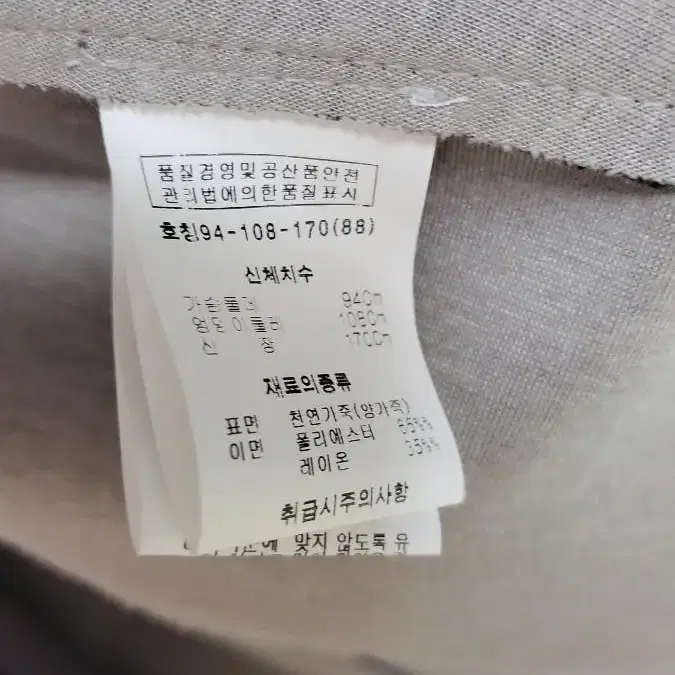 품질경영및공산품안전
관리법에의한품질표시
호칭94-108-170(88)
신체치수
가슴둘레 94Cm
엉덩이둘레 108Cm
신 장 170Cm
재료의종류
표면 천연가죽(양가죽)
이면 폴리에스터 65%
레이온 35%
취급시주의사항
맞지 않도록 유